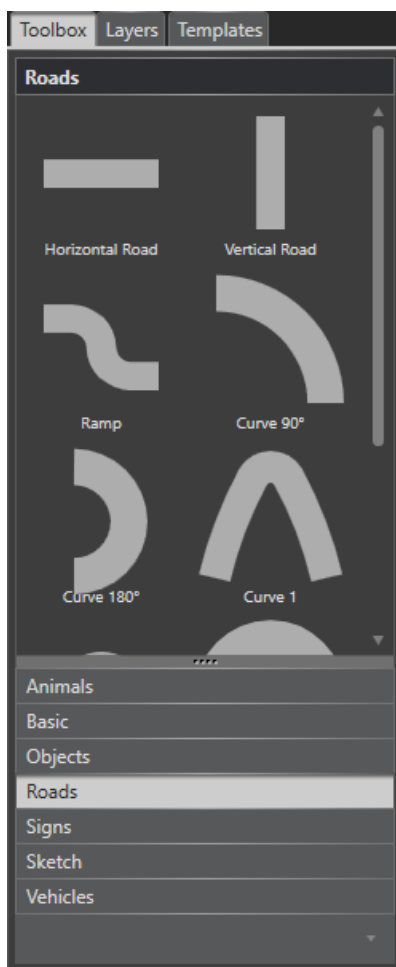 Toolbox Layers Templates
Roads
Horizontal Road Vertical Road
Ramp Curve 90°
Curve 180° Curve 1
Animals
Basic
Objects
Roads
Signs
Sketch
Vehicles